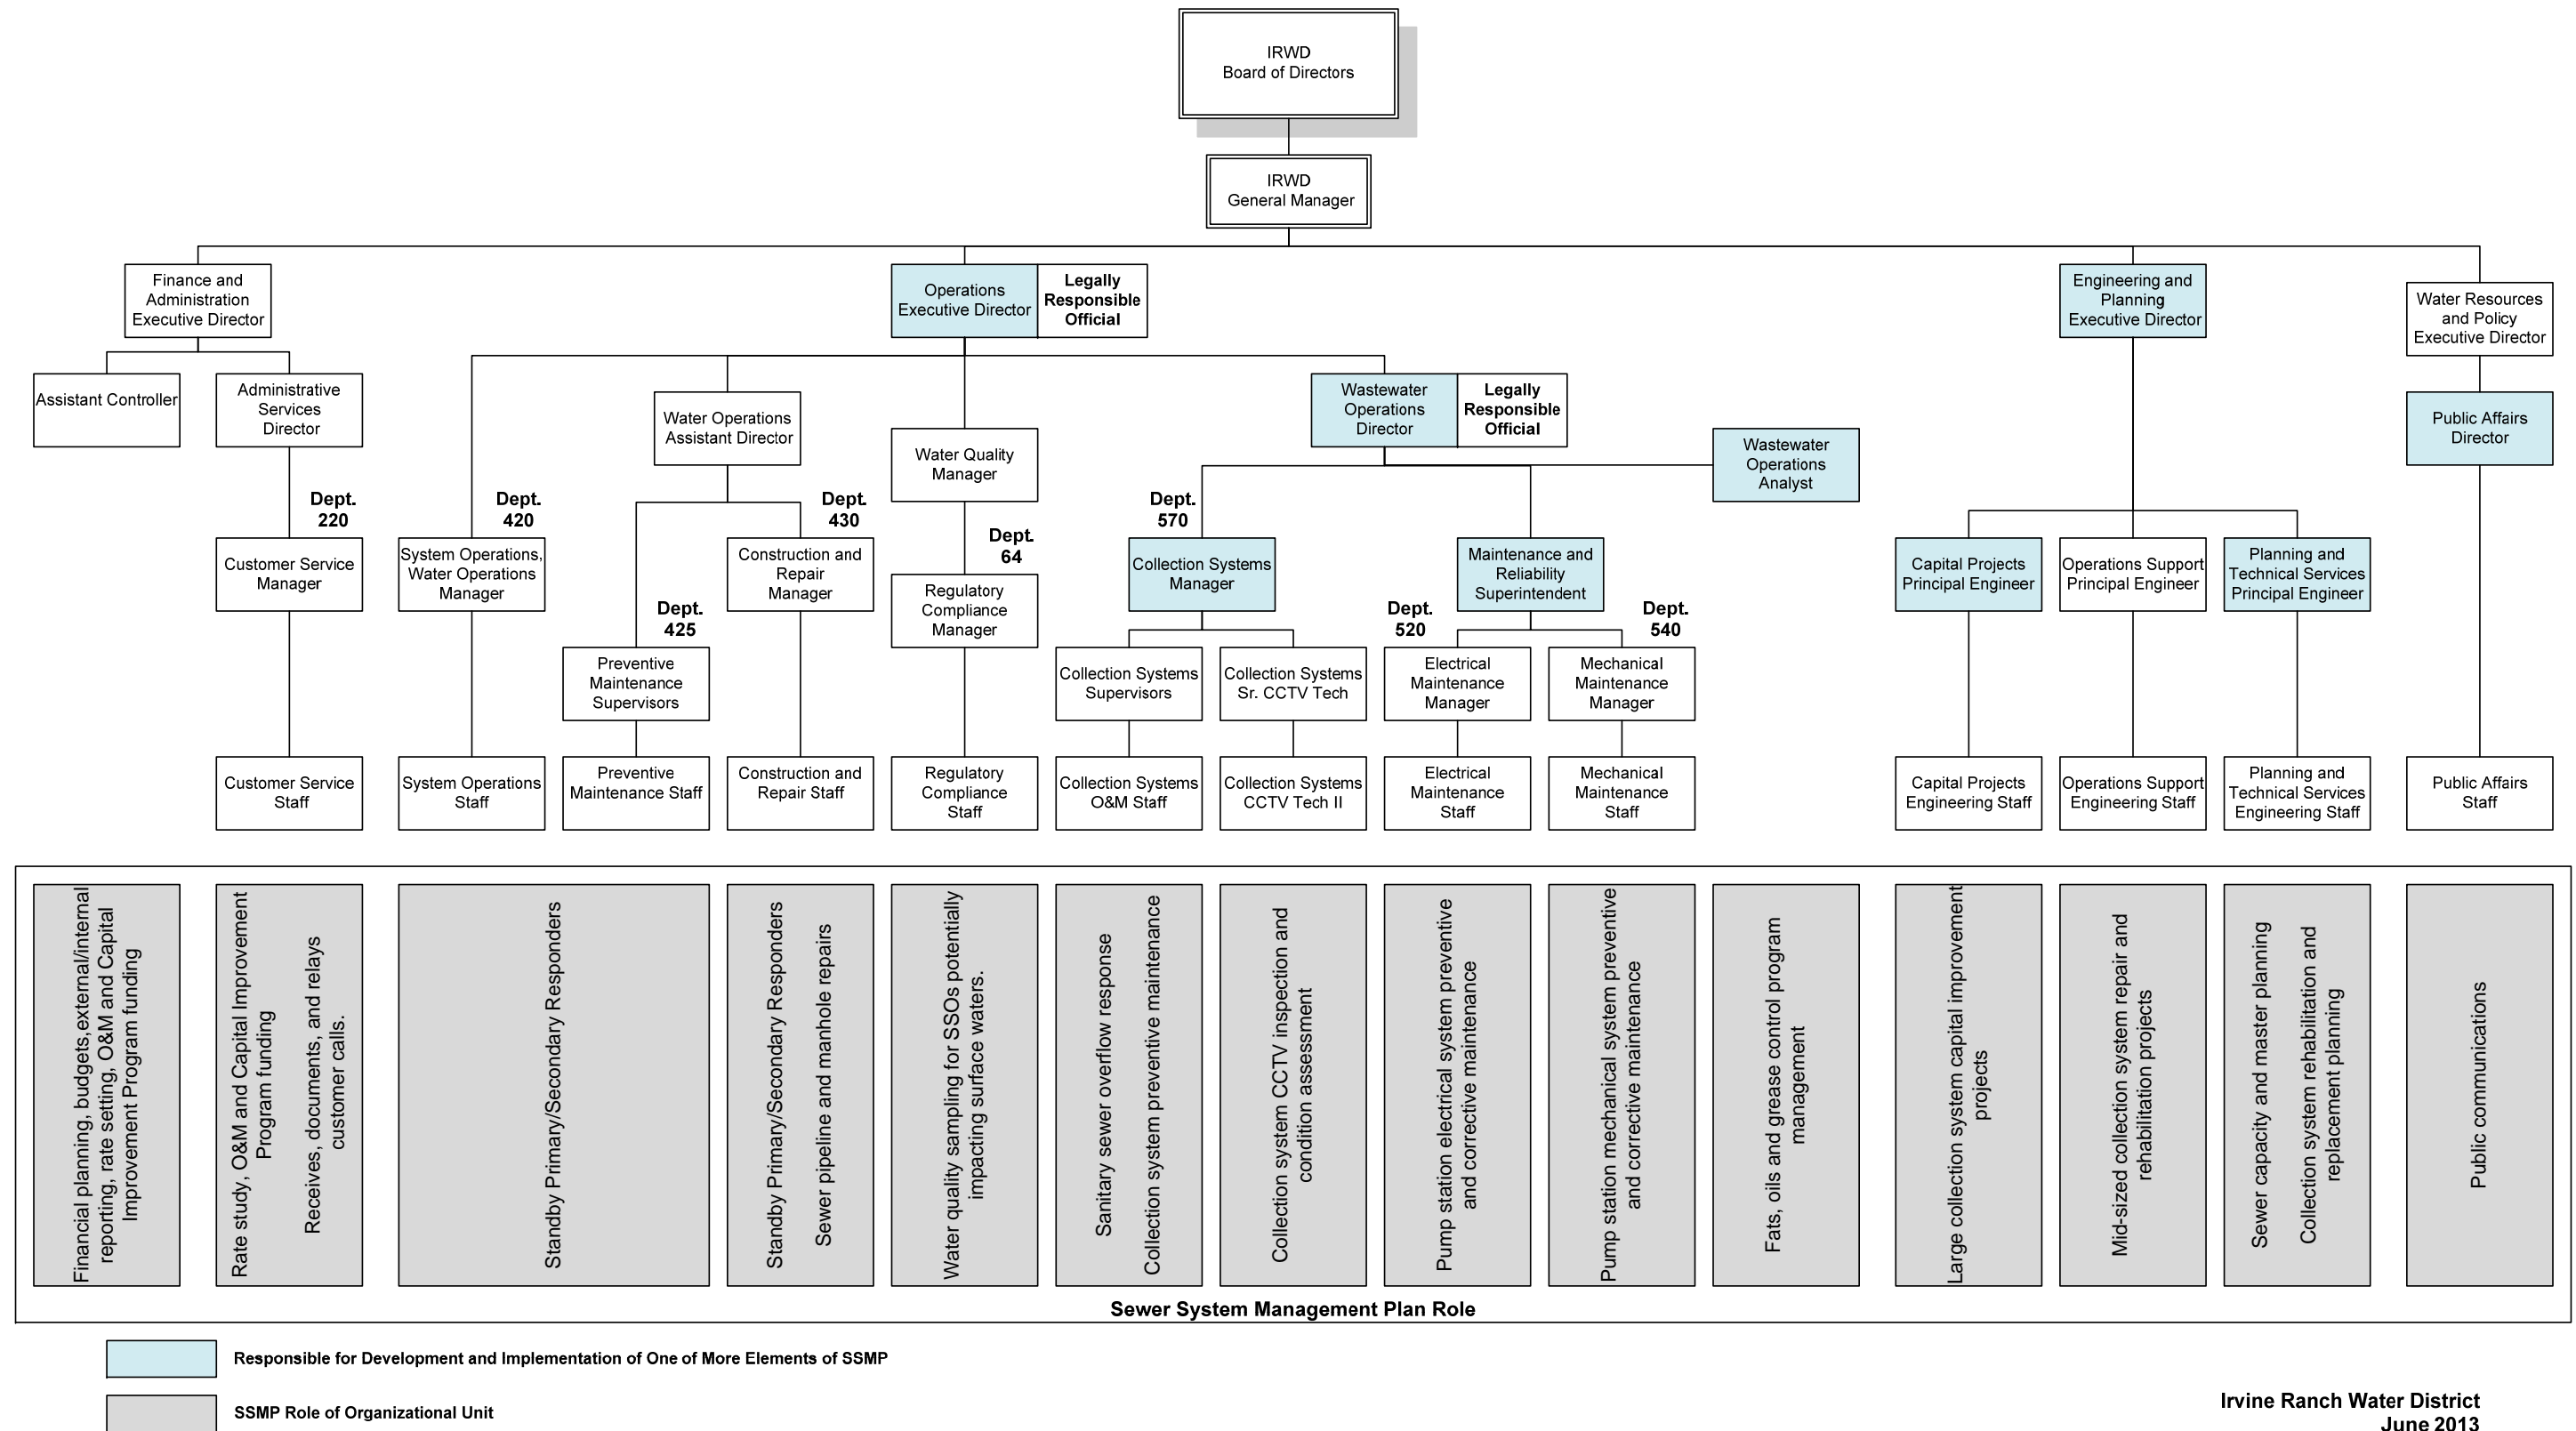 IRWD
Board of Directors
IRWD
General Manager
Finance and
Administration
Executive Director
Operations
Executive Director
Legally
Responsible
Official
Engineering and
Planning
Executive Director
Water Resources
and Policy
Executive Director
Assistant Controller
Administrative
Services
Director
Water Operations
Assistant Director
Water Quality
Manager
Wastewater
Operations
Director
Legally
Responsible
Official
Wastewater
Operations
Analyst
Public Affairs
Director
Dept.
220
Dept.
420
Dept.
430
Dept.
64
Dept.
570
Customer Service
Manager
System Operations,
Water Operations
Manager
Construction and
Repair
Manager
Regulatory
Compliance
Manager
Collection Systems
Manager
Maintenance and
Reliability
Superintendent
Capital Projects
Principal Engineer
Operations Support
Principal Engineer
Planning and
Technical Services
Principal Engineer
Dept.
425
Dept.
520
Dept.
540
Preventive
Maintenance
Supervisors
Collection Systems
Supervisors
Collection Systems
Sr. CCTV Tech
Electrical
Maintenance
Manager
Mechanical
Maintenance
Manager
Customer Service
Staff
System Operations
Staff
Preventive
Maintenance Staff
Construction and
Repair Staff
Regulatory
Compliance
Staff
Collection Systems
O&M Staff
Collection Systems
CCTV Tech II
Electrical
Maintenance
Staff
Mechanical
Maintenance
Staff
Capital Projects
Engineering Staff
Operations Support
Engineering Staff
Planning and
Technical Services
Engineering Staff
Public Affairs
Staff
Financial planning, budgets,external/internal
reporting, rate setting, O&M and Capital
Improvement Program funding
Rate study, O&M and Capital Improvement
Program funding
Receives, documents, and relays
customer calls.
Standby Primary/Secondary Responders
Standby Primary/Secondary Responders
Sewer pipeline and manhole repairs
Water quality sampling for SSOs potentially
impacting surface waters.
Sanitary sewer overflow response
Collection system preventive maintenance
Collection system CCTV inspection and
condition assessment
Pump station electrical system preventive
and corrective maintenance
Pump station mechanical system preventive
and corrective maintenance
Fats, oils and grease control program
management
Large collection system capital improvement
projects
Mid-sized collection system repair and
rehabilitation projects
Sewer capacity and master planning
Collection system rehabilitation and
replacement planning
Public communications
Sewer System Management Plan Role
Responsible for Development and Implementation of One of More Elements of SSMP
SSMP Role of Organizational Unit
Irvine Ranch Water District
June 2013